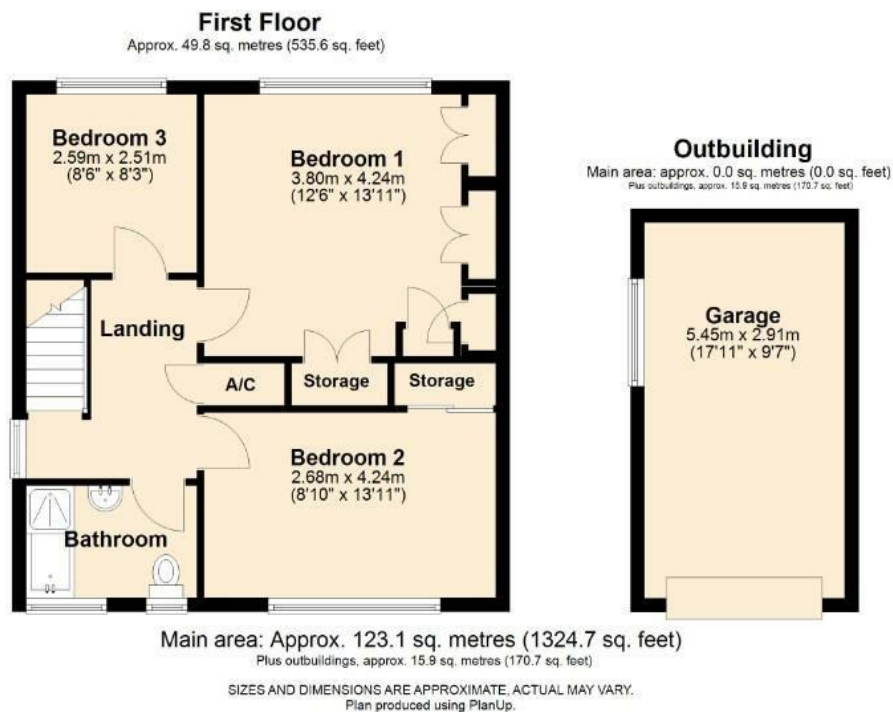 First Floor
Approx. 49.8 sq. metres (535.6 sq. feet)
Bedroom 3
2.59m x 2.51m
(8'6" x 8'3")
Bedroom 1
3.80m x 4.24m
(12'6" x 13'11")
Landing
A/C
Storage
Storage
Bedroom 2
2.68m x 4.24m
(8'10" x 13'11")
Bathroom
Outbuilding
Main area: approx. 0.0 sq. metres (0.0 sq. feet)
Plus outbuildings, approx. 15.9 sq. metres (170.7 sq. feet)
Garage
5.45m x 2.91m
(17'11" x 9'7")
Main area: Approx. 123.1 sq. metres (1324.7 sq. feet)
Plus outbuildings, approx. 15.9 sq. metres (170.7 sq. feet)
SIZES AND DIMENSIONS ARE APPROXIMATE, ACTUAL MAY VARY.
Plan produced using PlanUp.